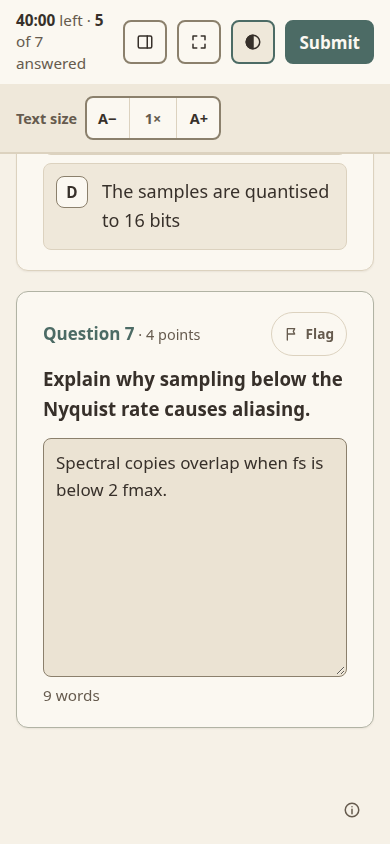 40:00 left · 5
of 7
answered
Submit
Text size
A−
1×
A+
D
The samples are quantised
to 16 bits
Question 7 · 4 points
Flag
Explain why sampling below the
Nyquist rate causes aliasing.
Spectral copies overlap when fs is
below 2 fmax.
9 words